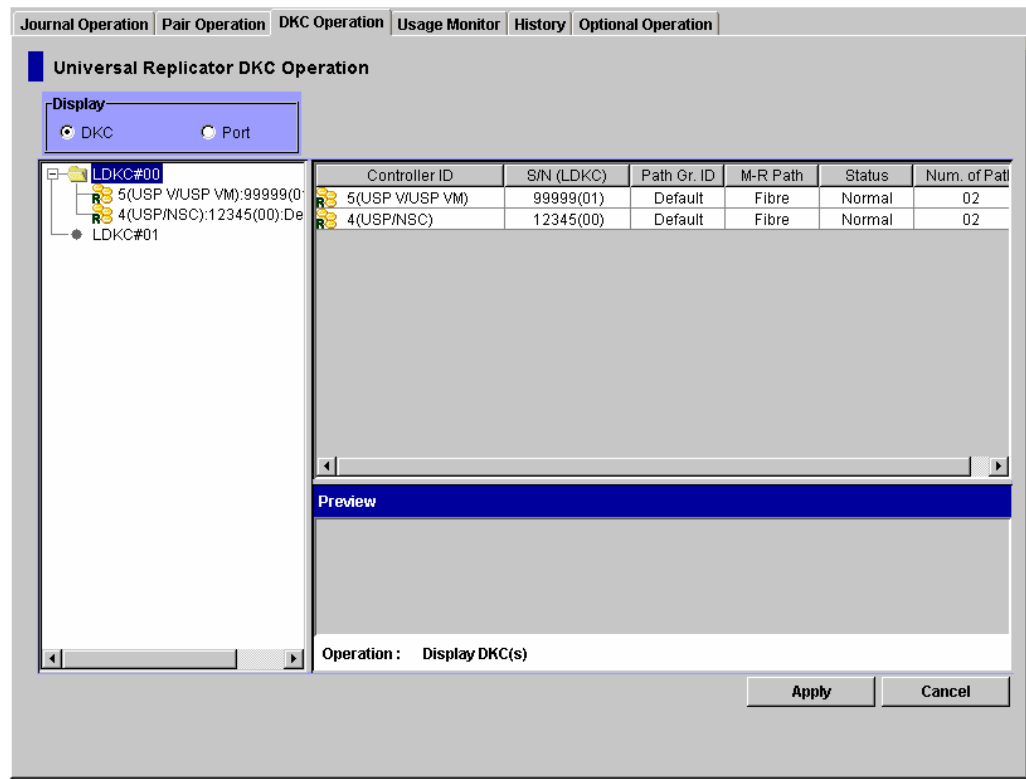 Journal Operation Pair Operation DKC Operation Usage Monitor History Optional Operation
Universal Replicator DKC Operation
Display
DKC Port
LDKC#00
5(USP V/USP VM):99999(0
4(USP/NSC):12345(00):De
LDKC#01
Controller ID S/N (LDKC) Path Gr. ID M-R Path Status Num. of Patl
5(USP V/USP VM) 99999(01) Default Fibre Normal 02
4(USP/NSC) 12345(00) Default Fibre Normal 02
Preview
Operation : Display DKC(s)
Apply Cancel